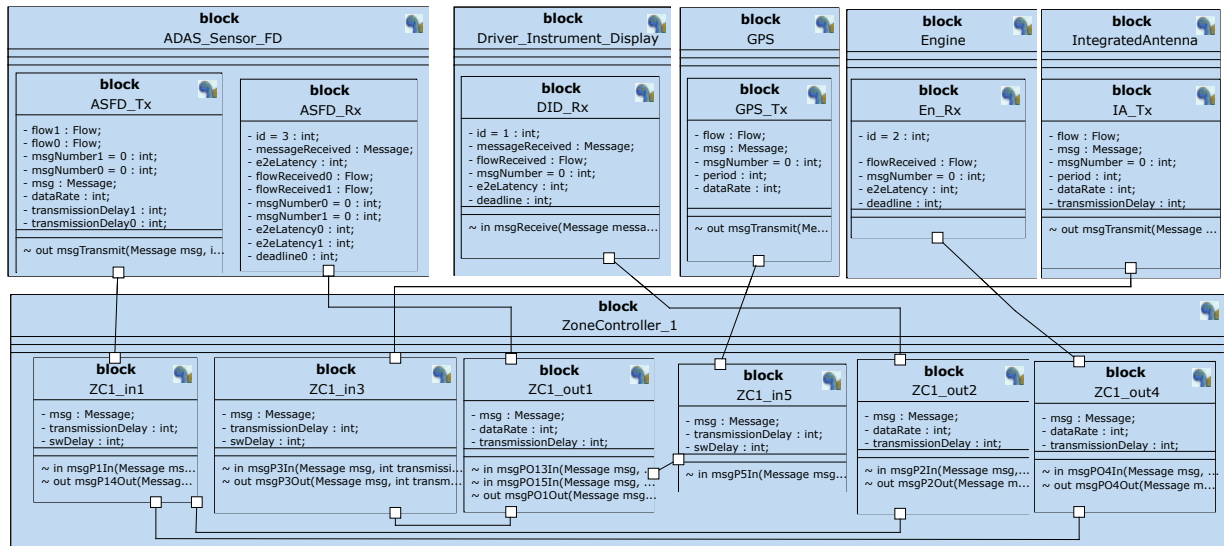 block
ADAS_Sensor_FD
block
ASFD_Tx
- flow1 : Flow;
- flow0 : Flow;
- msgNumber1 = 0 : int;
- msgNumber0 = 0 : int;
- msg : Message;
- dataRate : int;
- transmissionDelay1 : int;
- transmissionDelay0 : int;
~ out msgTransmit(Message msg, i...
block
ASFD_Rx
- id = 3 : int;
- messageReceived : Message;
- e2eLatency : int;
- flowReceived0 : Flow;
- flowReceived1 : Flow;
- msgNumber0 = 0 : int;
- msgNumber1 = 0 : int;
- e2eLatency0 : int;
- e2eLatency1 : int;
- deadline0 : int;
block
Driver_Instrument_Display
block
DID_Rx
- id = 1 : int;
- messageReceived : Message;
- flowReceived : Flow;
- msgNumber = 0 : int;
- e2eLatency : int;
- deadline : int;
~ in msgReceive(Message messa...
block
GPS
block
GPS_Tx
- flow : Flow;
- msg : Message;
- msgNumber = 0 : int;
- period : int;
- dataRate : int;
~ out msgTransmit(Me...
block
Engine
block
En_Rx
- id = 2 : int;
- flowReceived : Flow;
- msgNumber = 0 : int;
- e2eLatency : int;
- deadline : int;
block
IntegratedAntenna
block
IA_Tx
- flow : Flow;
- msg : Message;
- msgNumber = 0 : int;
- period : int;
- dataRate : int;
- transmissionDelay : int;
~ out msgTransmit(Message ...
block
ZoneController_1
block
ZC1_in1
- msg : Message;
- transmissionDelay : int;
- swDelay : int;
~ in msgP1In(Message ms...
~ out msgP14Out(Messag...
block
ZC1_in3
- msg : Message;
- transmissionDelay : int;
- swDelay : int;
~ in msgP3In(Message msg, int transmissi...
~ out msgP3Out(Message msg, int transm...
block
ZC1_out1
- msg : Message;
- dataRate : int;
- transmissionDelay : int;
~ in msgPO13In(Message msg, ...
~ in msgPO15In(Message msg, ...
~ out msgPO1Out(Message msg...
block
ZC1_in5
- msg : Message;
- transmissionDelay : int;
- swDelay : int;
~ in msgP5In(Message msg...
block
ZC1_out2
- msg : Message;
- dataRate : int;
- transmissionDelay : int;
~ in msgP2In(Message msg,...
~ out msgP2Out(Message m...
block
ZC1_out4
- msg : Message;
- dataRate : int;
- transmissionDelay : int;
~ in msgPO4In(Message msg, ...
~ out msgPO4Out(Message m...